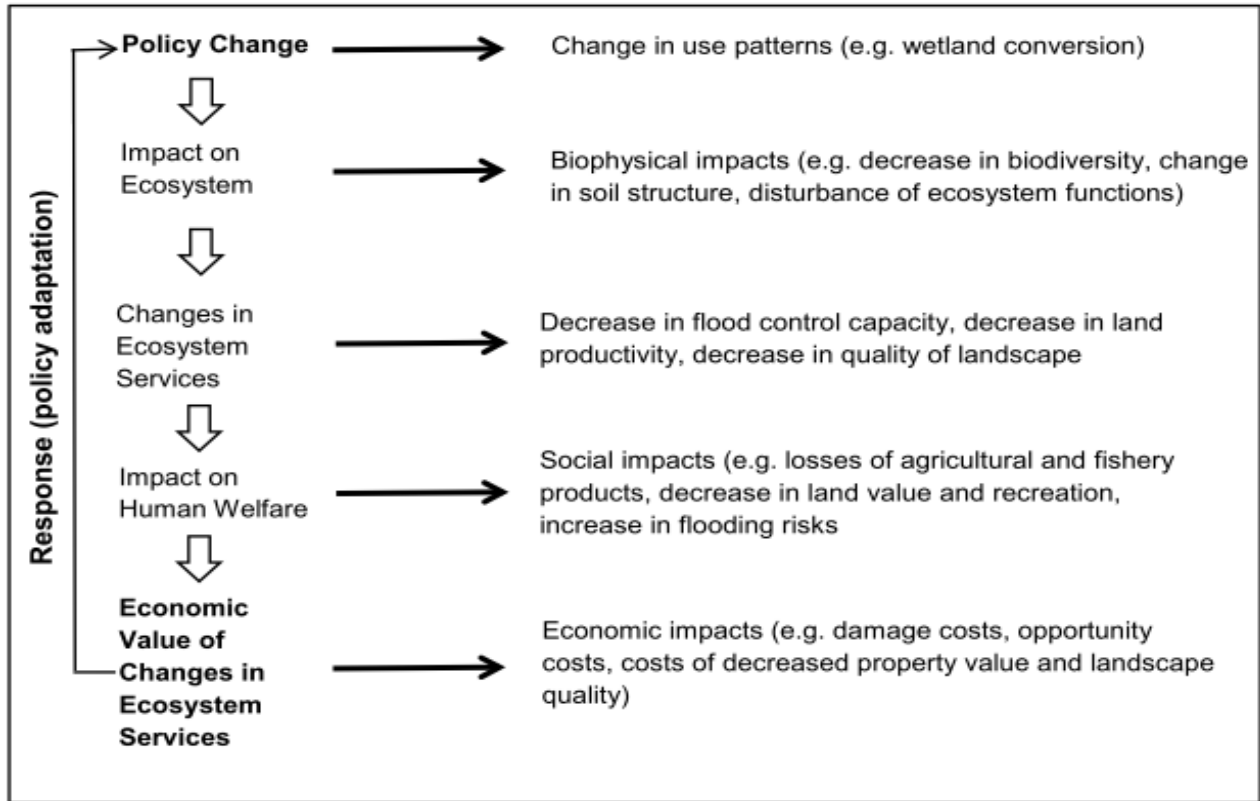 Policy Change
Change in use patterns (e.g. wetland conversion)
Impact on
Ecosystem
Biophysical impacts (e.g. decrease in biodiversity, change
in soil structure, disturbance of ecosystem functions)
Changes in
Ecosystem
Services
Decrease in flood control capacity, decrease in land
productivity, decrease in quality of landscape
Impact on
Human Welfare
Social impacts (e.g. losses of agricultural and fishery
products, decrease in land value and recreation,
increase in flooding risks
Economic
Value of
Changes in
Ecosystem
Services
Economic impacts (e.g. damage costs, opportunity
costs, costs of decreased property value and landscape
quality)
Response (policy adaptation)